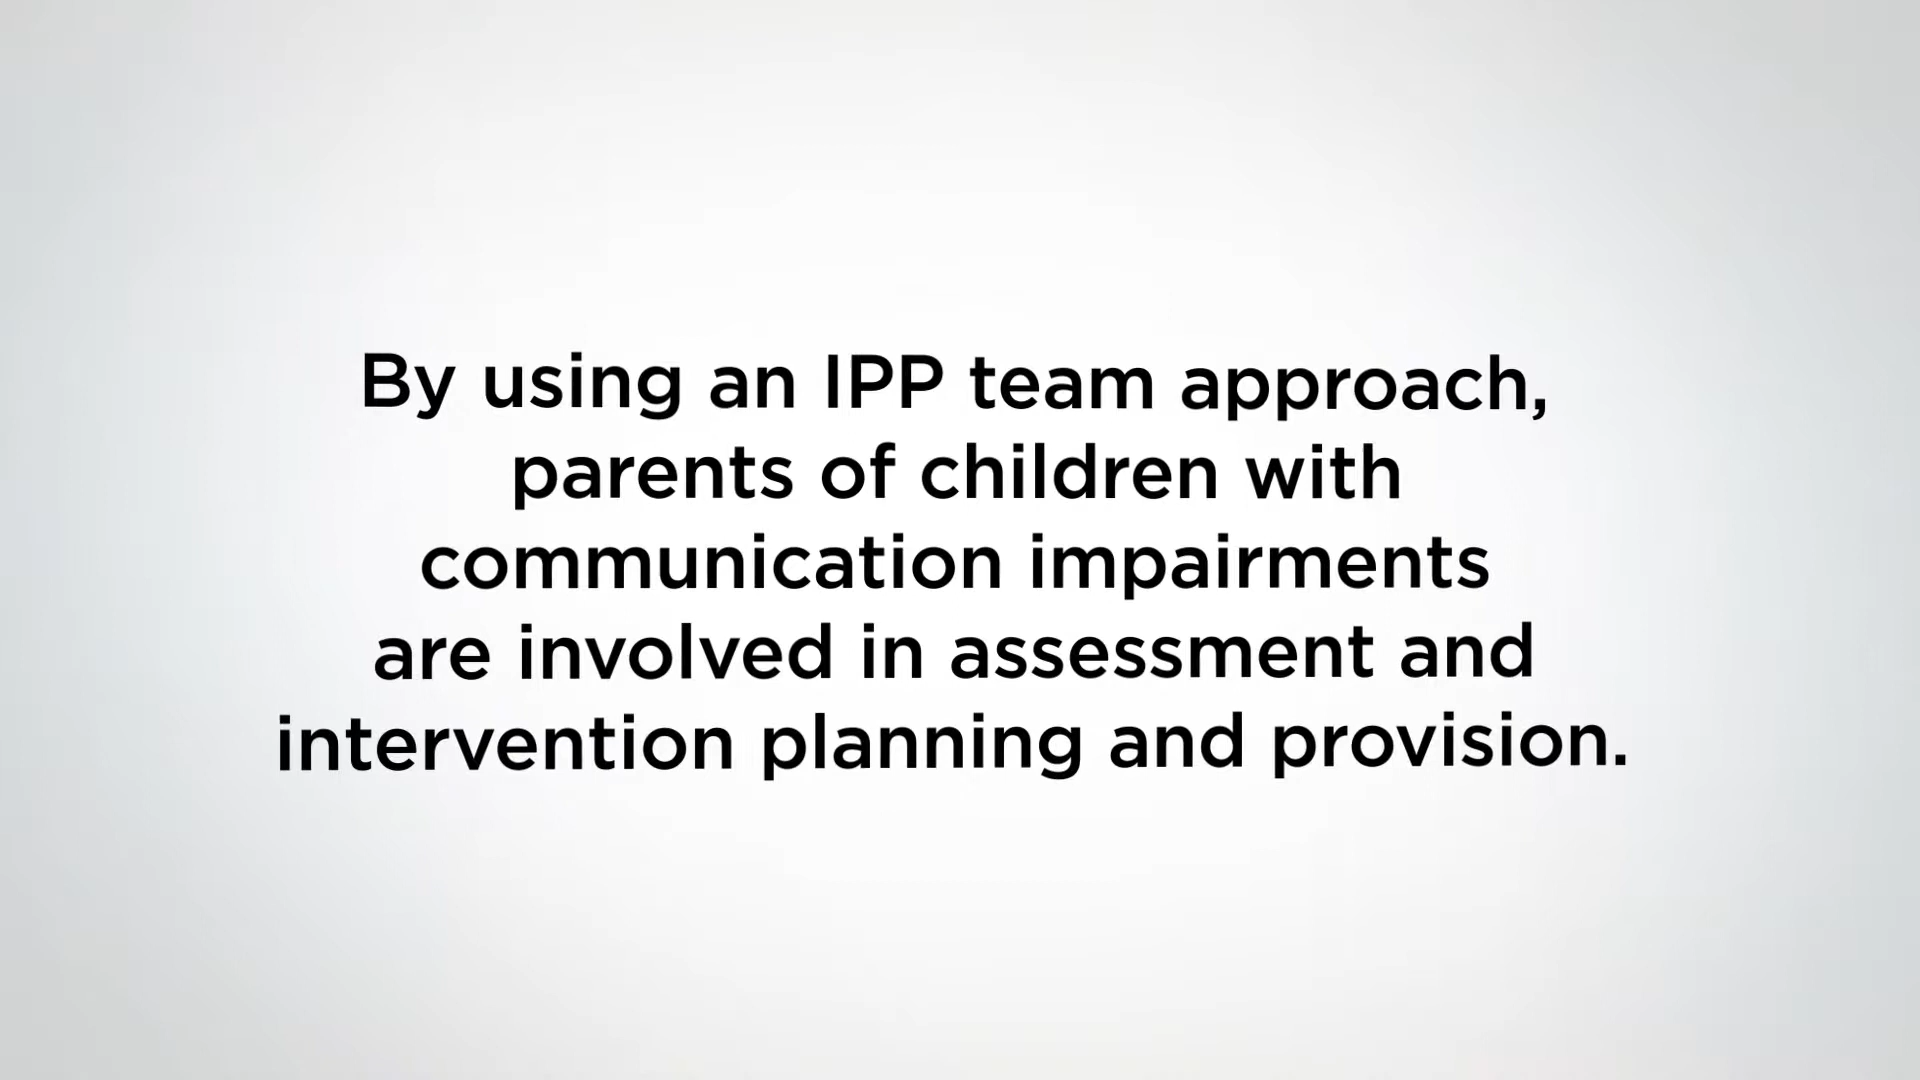 By using an IPP team approach,
parents of children with
communication impairments
are involved in assessment and
intervention planning and provision.